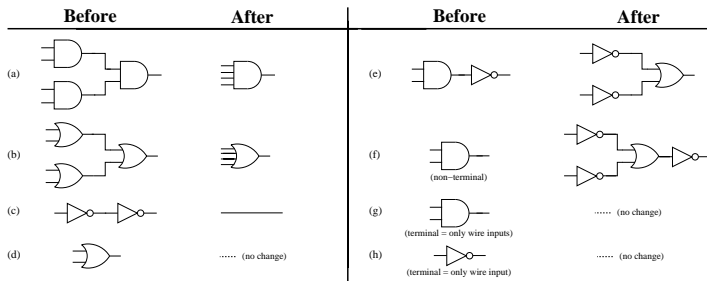 Before After Before After
(a)
(e)
(b)
(f)
(non−terminal)
(c)
(g)
(no change)
(terminal = only wire inputs)
(d)
(no change)
(h)
(no change)
(terminal = only wire input)